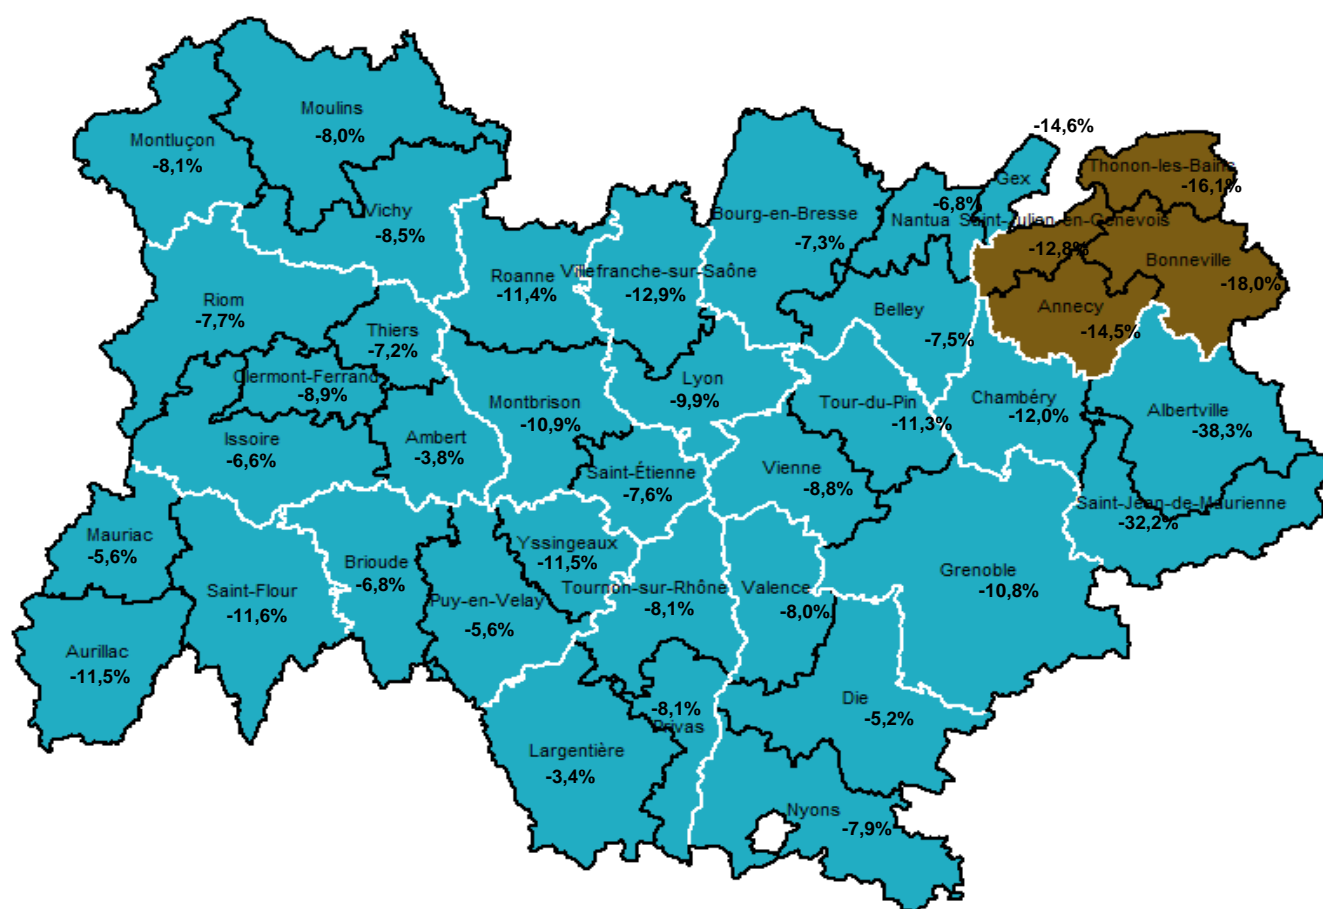 Moulins
-8,0%
Montluçon
-8,1%
Vichy
-8,5%
-14,6%
Gex
Thonon-les-Bains
-16,1%
Bourg-en-Bresse
-7,3%
-6,8%
Nantua
Saint-Julien-en-Genevois
-12,8%
Bonneville
-18,0%
Roanne
-11,4%
Villefranche-sur-Saône
-12,9%
Riom
-7,7%
Annecy
-14,5%
Belley
-7,5%
Thiers
-7,2%
Clermont-Ferrand
-8,9%
Lyon
-9,9%
Montbrison
-10,9%
Tour-du-Pin
-11,3%
Chambéry
-12,0%
Albertville
-38,3%
Issoire
-6,6%
Ambert
-3,8%
Saint-Étienne
-7,6%
Vienne
-8,8%
Saint-Jean-de-Maurienne
-32,2%
Mauriac
-5,6%
Yssingeaux
-11,5%
Brioude
-6,8%
Saint-Flour
-11,6%
Puy-en-Velay
-5,6%
Tournon-sur-Rhône
-8,1%
Valence
-8,0%
Grenoble
-10,8%
Aurillac
-11,5%
Die
-5,2%
-8,1%
Privas
Largentière
-3,4%
Nyons
-7,9%